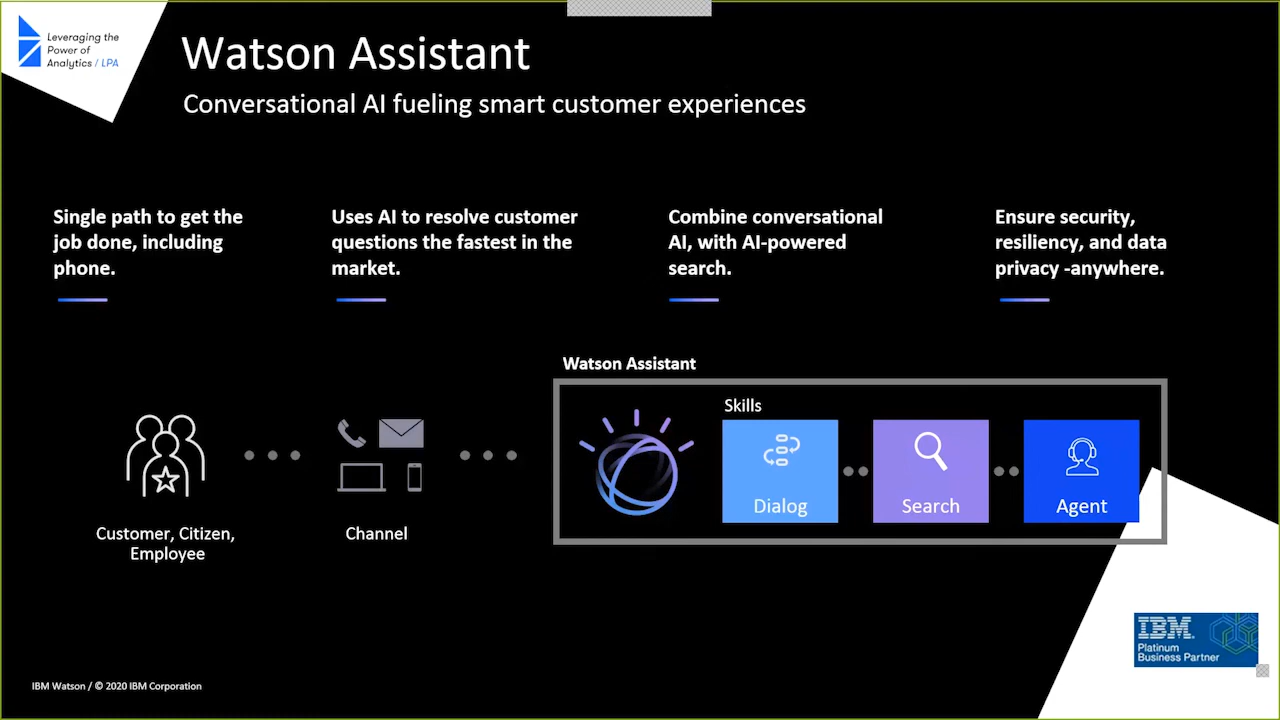 Leveraging the
Power of
Analytics / LPA
Watson Assistant
Conversational AI fueling smart customer experiences
Single path to get the
job done, including
phone.
Uses AI to resolve customer
questions the fastest in the
market.
Combine conversational
AI, with AI-powered
search.
Ensure security,
resiliency, and data
privacy -anywhere.
Watson Assistant
Skills
Dialog
Search
Agent
Customer, Citizen,
Employee
Channel
IBM.
Platinum
Business Partner
IBM Watson / © 2020 IBM Corporation